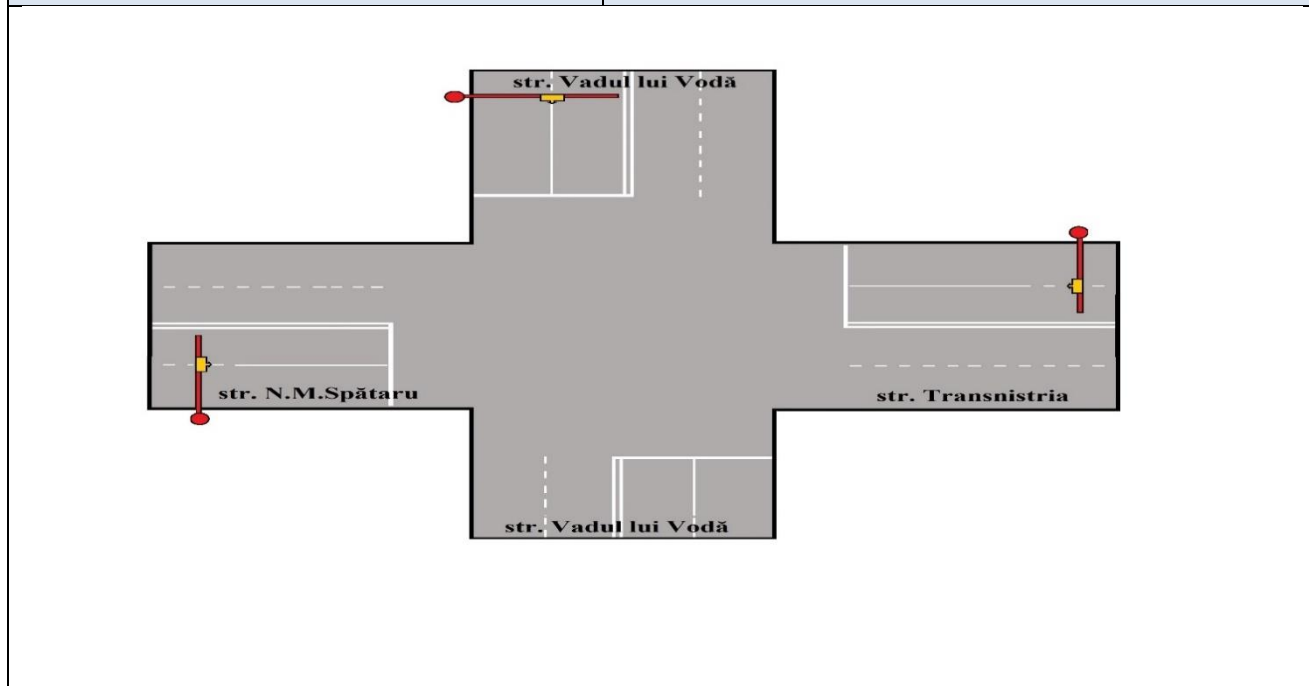 str. Vadul lui Vodă
str. N.M.Spătaru
str. Transnistria
str. Vadul lui Vodă